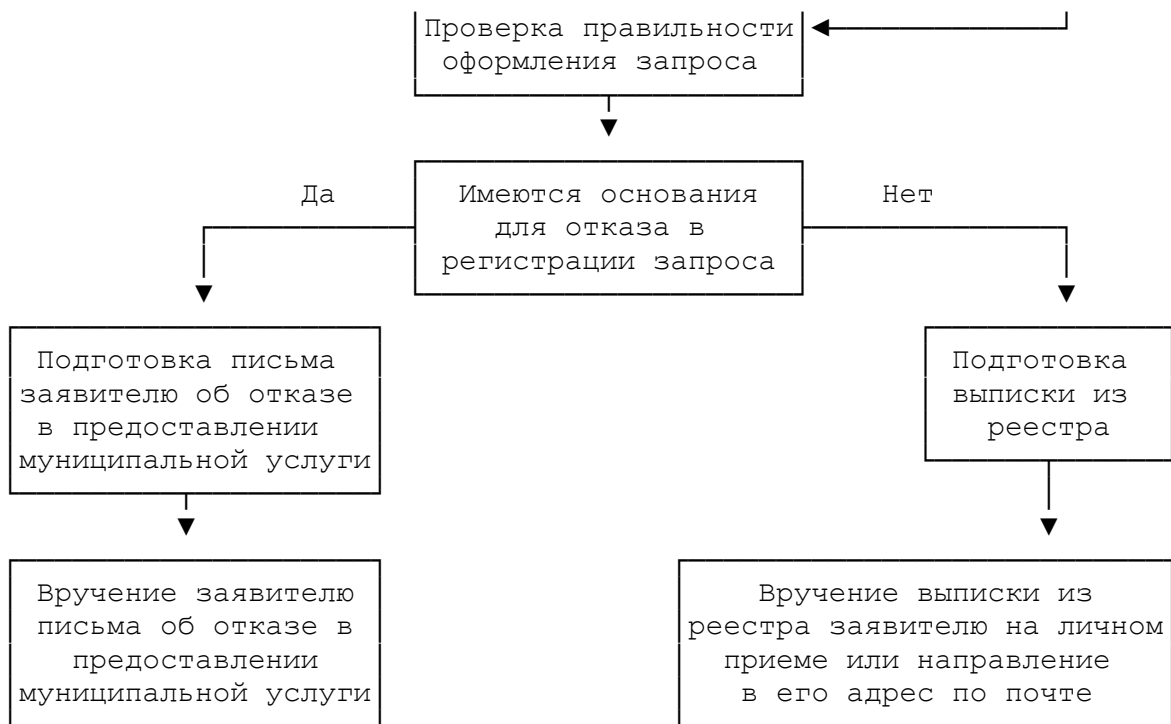 Проверка правильности
оформления запроса
Да
Имеются основания
для отказа в
регистрации запроса
Нет
Подготовка письма
заявителю об отказе
в предоставлении
муниципальной услуги
Подготовка
выписки из
реестра
Вручение заявителю
письма об отказе в
предоставлении
муниципальной услуги
Вручение выписки из
реестра заявителю на личном
приеме или направление
в его адрес по почте